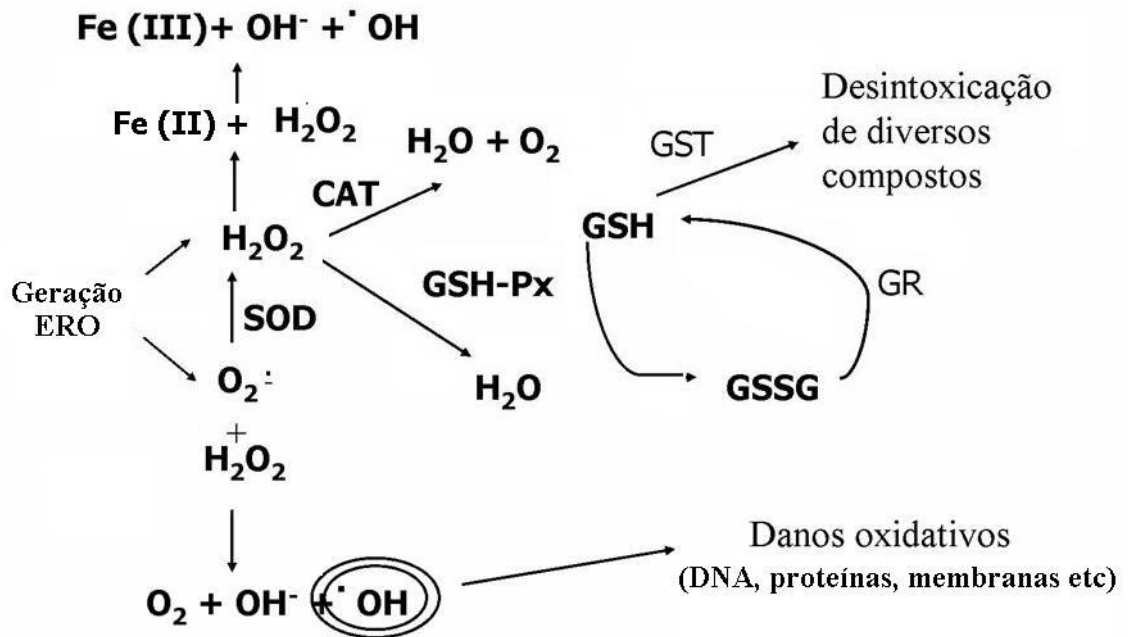 Fe (III)+ OH⁻ +˙ OH
Fe (II) + H₂O₂
H₂O + O₂
GST
Desintoxicação
de diversos
compostos
CAT
H₂O₂
GSH
Geração
ERO
SOD
GSH-Px
GR
O₂∸
H₂O
GSSG
+
H₂O₂
Danos oxidativos
(DNA, proteínas, membranas etc)
O₂ + OH⁻ +˙ OH